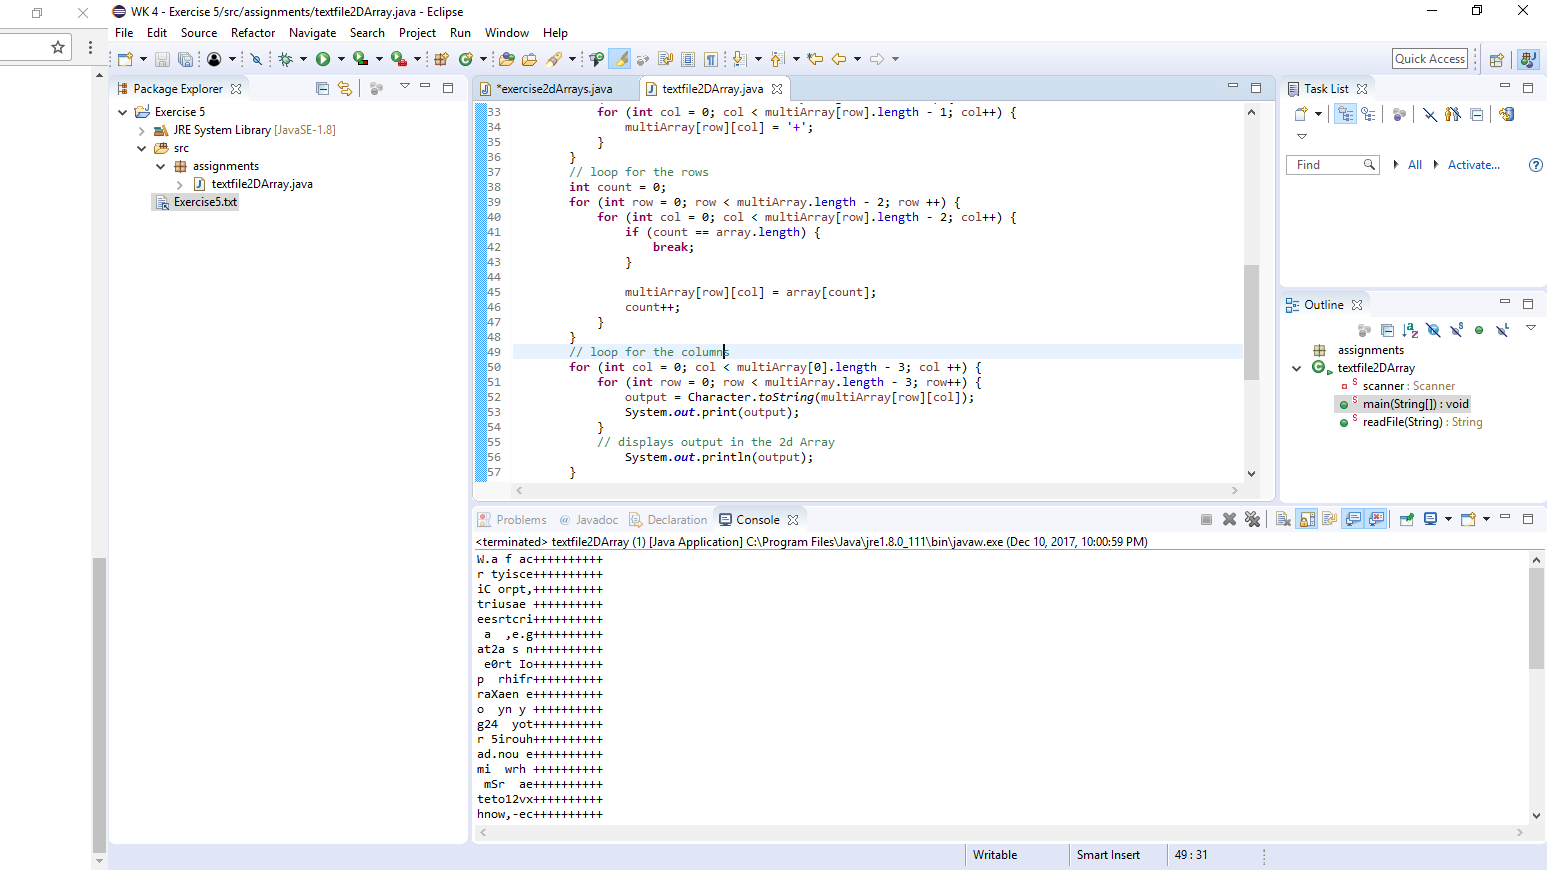 WK 4 - Exercise 5/src/assignments/textfile2DArray.java - Eclipse
File Edit Source Refactor Navigate Search Project Run Window Help
Quick Access
Package Explorer
Exercise 5
JRE System Library [JavaSE-1.8]
src
assignments
textfile2DArray.java
Exercise5.txt
*exercise2dArrays.java
textfile2DArray.java
33 for (int col = 0; col < multiArray[row].length - 1; col++) {
34 multiArray[row][col] = '+';
35 }
36 }
37 // loop for the rows
38 int count = 0;
39 for (int row = 0; row < multiArray.length - 2; row ++) {
40 for (int col = 0; col < multiArray[row].length - 2; col++) {
41 if (count == array.length) {
42 break;
43 }
44
45 multiArray[row][col] = array[count];
46 count++;
47 }
48 }
49 // loop for the columns
50 for (int col = 0; col < multiArray[0].length - 3; col ++) {
51 for (int row = 0; row < multiArray.length - 3; row++) {
52 output = Character.toString(multiArray[row][col]);
53 System.out.print(output);
54 }
55 // displays output in the 2d Array
56 System.out.println(output);
57 }
Task List
Find
All
Activate...
Outline
assignments
textfile2DArray
scanner : Scanner
main(String[]) : void
readFile(String) : String
Problems @ Javadoc Declaration Console
<terminated> textfile2DArray (1) [Java Application] C:\Program Files\Java\jre1.8.0_111\bin\javaw.exe (Dec 10, 2017, 10:00:59 PM)
W.a f ac++++++++++
r tyisce++++++++++
iC orpt,++++++++++
triusae ++++++++++
eesrtcri++++++++++
a ,e.g++++++++++
at2a s n++++++++++
e0rt Io++++++++++
p rhifr++++++++++
raXaen e++++++++++
o yn y ++++++++++
g24 yot++++++++++
r 5irouh++++++++++
ad.nou e++++++++++
mi wrh ++++++++++
mSr ae++++++++++
teto12vx++++++++++
hnow,-ec++++++++++
Writable
Smart Insert
49 : 31